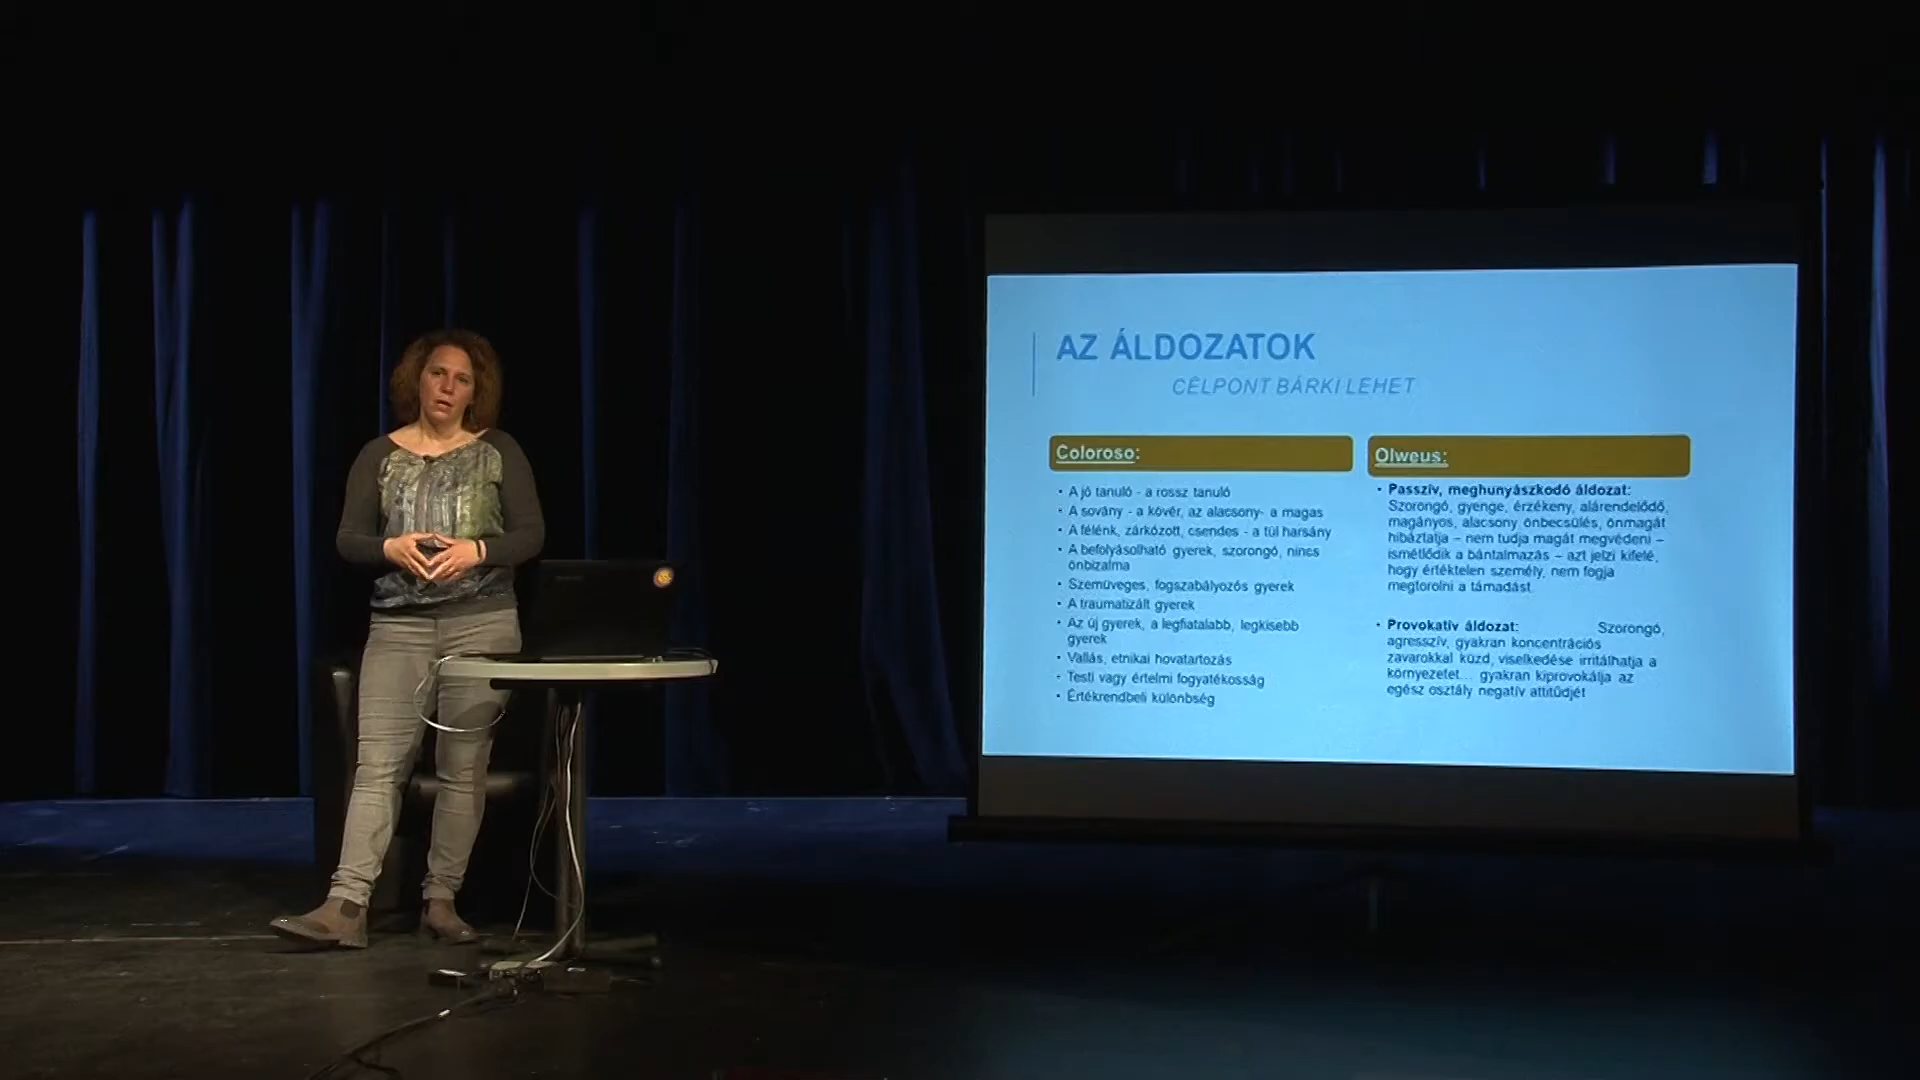 AZ ÁLDOZATOK
CÉLPONT BÁRKI LEHET
Coloroso:
• A jó tanuló - a rossz tanuló
• A sovány - a kövér, az alacsony- a magas
• A félénk, zárkózott, csendes - a túl harsány
• A befolyásolható gyerek, szorongó, nincs
önbizalma
• Szemüveges, fogszabályozós gyerek
• A traumatizált gyerek
• Az új gyerek, a legfiatalabb, legkisebb
gyerek
• Vallás, etnikai hovatartozás
• Testi vagy értelmi fogyatékosság
• Értékrendbeli különbség
Olweus:
• Passzív, meghunyászkodó áldozat:
Szorongó, gyenge, érzékeny, alárendelődő,
magányos, alacsony önbecsülés, önmagát
hibáztatja – nem tudja magát megvédeni –
ismétlődik a bántalmazás – azt jelzi kifelé,
hogy értéktelen személy, nem fogja
megtorolni a támadást
• Provokatív áldozat: Szorongó,
agresszív, gyakran koncentrációs
zavarokkal küzd, viselkedése irritálhatja a
környezetet... gyakran kiprovokálja az
egész osztály negatív attitűdjét